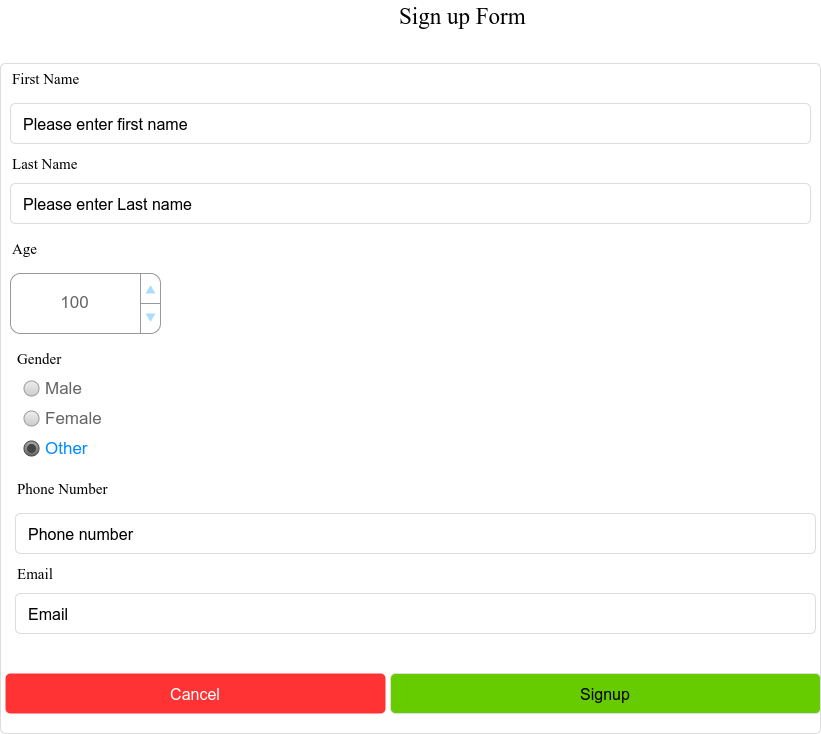 Sign up Form
First Name
Please enter first name
Last Name
Please enter Last name
Age
100
Gender
Male
Female
Other
Phone Number
Phone number
Email
Email
Cancel
Signup